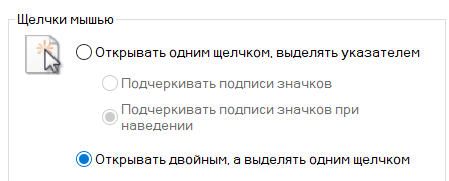 Щелчки мышью
Открывать одним щелчком, выделять указателем
Подчеркивать подписи значков
Подчеркивать подписи значков при
наведении
Открывать двойным, а выделять одним щелчком